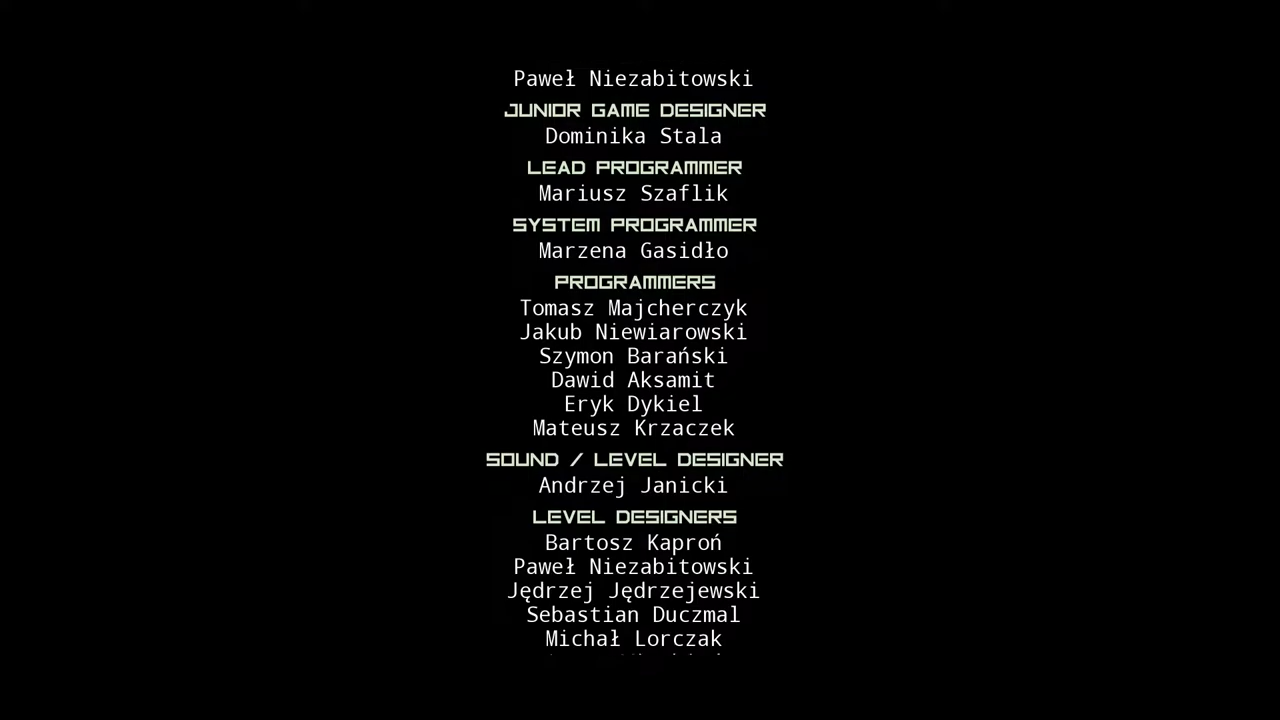 Paweł Niezabitowski
JUNIOR GAME DESIGNER
Dominika Stala
LEAD PROGRAMMER
Mariusz Szaflik
SYSTEM PROGRAMMER
Marzena Gasidło
PROGRAMMERS
Tomasz Majcherczyk
Jakub Niewiarowski
Szymon Barański
Dawid Aksamit
Eryk Dykiel
Mateusz Krzaczek
SOUND / LEVEL DESIGNER
Andrzej Janicki
LEVEL DESIGNERS
Bartosz Kaproń
Paweł Niezabitowski
Jędrzej Jędrzejewski
Sebastian Duczmal
Michał Lorczak